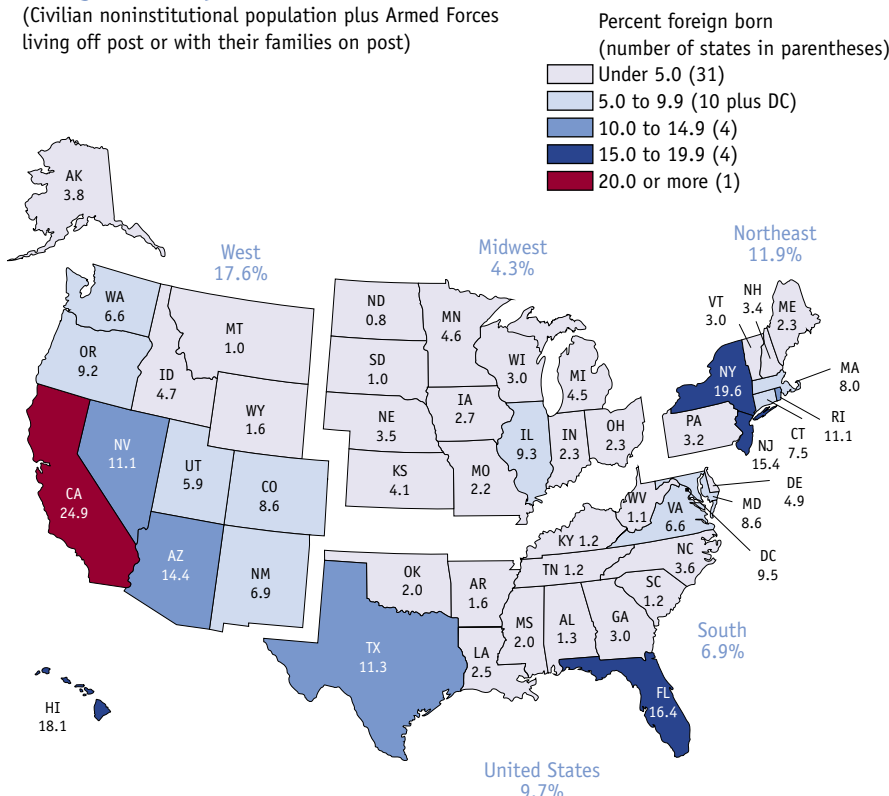 (Civilian noninstitutional population plus Armed Forces
living off post or with their families on post)
Percent foreign born
(number of states in parentheses)
Under 5.0 (31)
5.0 to 9.9 (10 plus DC)
10.0 to 14.9 (4)
15.0 to 19.9 (4)
20.0 or more (1)
AK
3.8
West
17.6%
Midwest
4.3%
Northeast
11.9%
WA
6.6
OR
9.2
ID
4.7
MT
1.0
WY
1.6
CA
24.9
NV
11.1
UT
5.9
CO
8.6
AZ
14.4
NM
6.9
ND
0.8
SD
1.0
NE
3.5
KS
4.1
MN
4.6
IA
2.7
MO
2.2
WI
3.0
IL
9.3
MI
4.5
IN
2.3
OH
2.3
VT
3.0
NH
3.4
ME
2.3
NY
19.6
MA
8.0
RI
11.1
CT
7.5
PA
3.2
NJ
15.4
DE
4.9
MD
8.6
DC
9.5
WV
1.1
VA
6.6
KY 1.2
TN 1.2
NC
3.6
SC
1.2
OK
2.0
AR
1.6
TX
11.3
LA
2.5
MS
2.0
AL
1.3
GA
3.0
FL
16.4
South
6.9%
HI
18.1
United States
9.7%